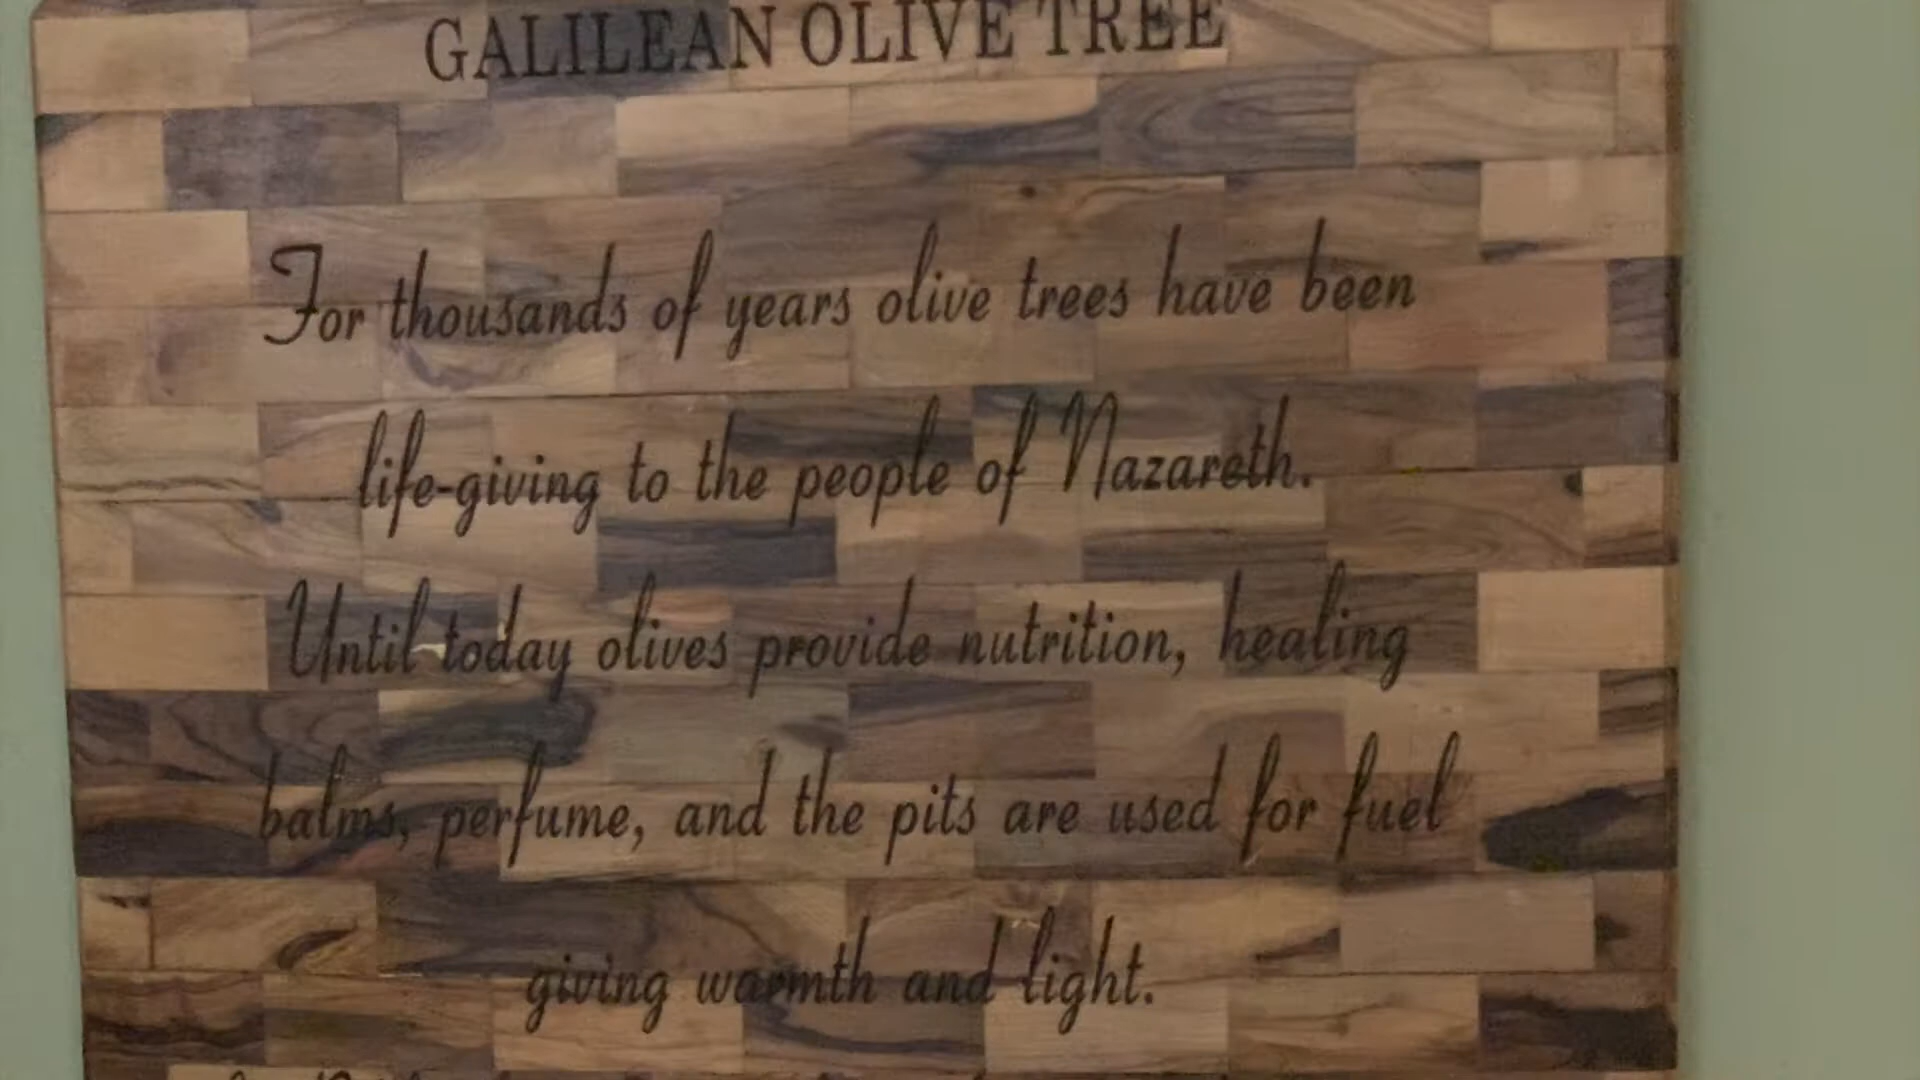 GALILEAN OLIVE TREE
For thousands of years olive trees have been
life-giving to the people of Nazareth.
Until today olives provide nutrition, healing
balms, perfume, and the pits are used for fuel
giving warmth and light.